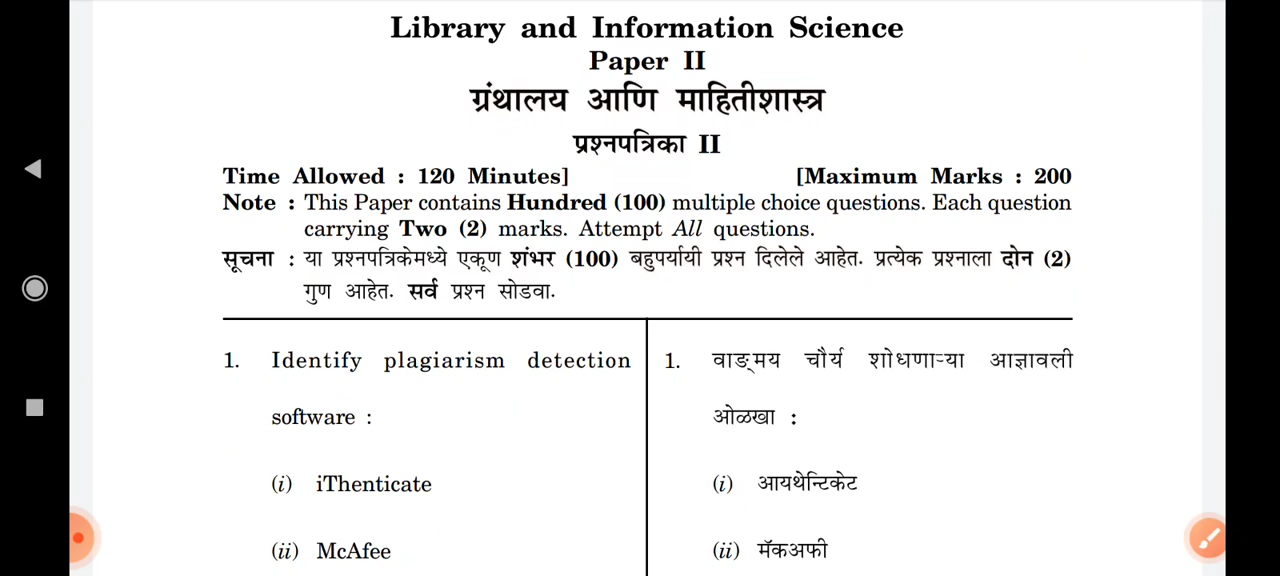 Library and Information Science
Paper II
ग्रंथालय आणि माहितीशास्त्र
प्रश्नपत्रिका II
Time Allowed : 120 Minutes] [Maximum Marks : 200
Note : This Paper contains Hundred (100) multiple choice questions. Each question
carrying Two (2) marks. Attempt All questions.
सूचना : या प्रश्नपत्रिकेमध्ये एकूण शंभर (100) बहुपर्यायी प्रश्न दिलेले आहेत. प्रत्येक प्रश्नाला दोन (2)
गुण आहेत. सर्व प्रश्न सोडवा.
1. Identify plagiarism detection
software :
(i) iThenticate
(ii) McAfee
1. वाङ्‌मय चौर्य शोधणाऱ्या आज्ञावली
ओळखा :
(i) आयथेन्टिकेट
(ii) मॅकअफी